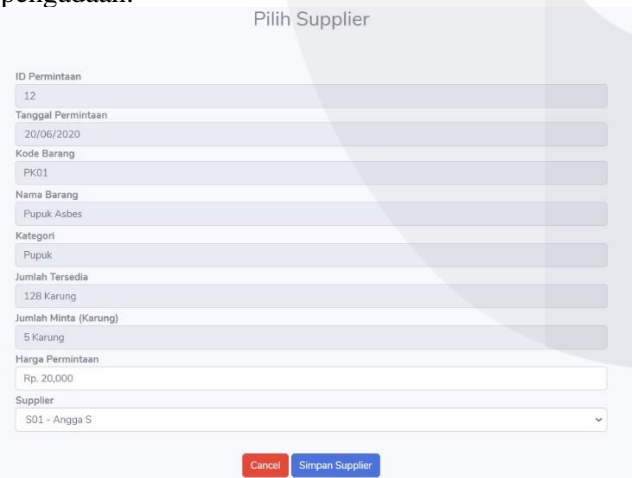 pengadaan.
Pilih Supplier
ID Permintaan
12
Tanggal Permintaan
20/06/2020
Kode Barang
PK01
Nama Barang
Pupuk Asbes
Kategori
Pupuk
Jumlah Tersedia
128 Karung
Jumlah Minta (Karung)
5 Karung
Harga Permintaan
Rp. 20,000
Supplier
S01 - Angga S
Cancel Simpan Supplier